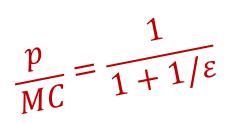 p/MC = 1/(1 + 1/ε)